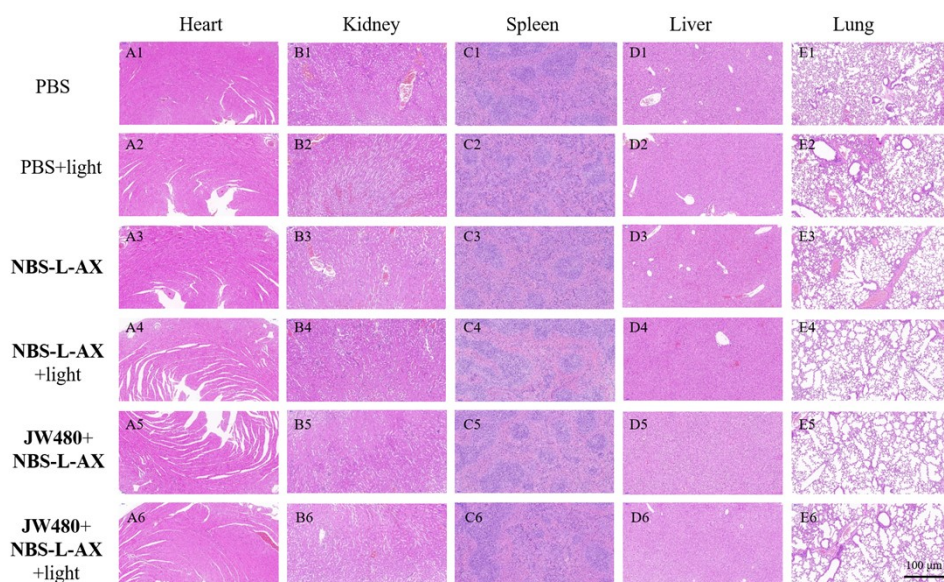 Heart Kidney Spleen Liver Lung
PBS
A1 B1 C1 D1 E1
PBS+light
A2 B2 C2 D2 E2
NBS-L-AX
A3 B3 C3 D3 E3
NBS-L-AX
+light
A4 B4 C4 D4 E4
JW480+
NBS-L-AX
A5 B5 C5 D5 E5
JW480+
NBS-L-AX
+light
A6 B6 C6 D6 E6
100 μm